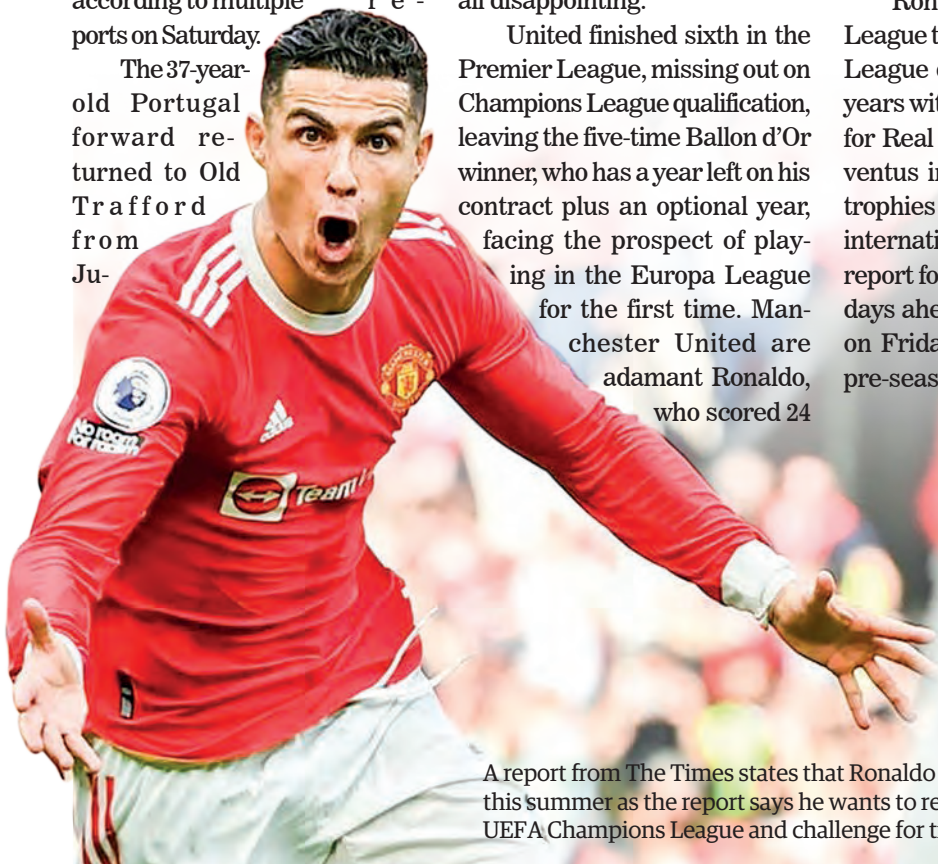 according to multiple re-
ports on Saturday.
The 37-year-
old Portugal
forward re-
turned to Old
Trafford
from
Ju-
all disappointing.
United finished sixth in the
Premier League, missing out on
Champions League qualification,
leaving the five-time Ballon d’Or
winner, who has a year left on his
contract plus an optional year,
facing the prospect of play-
ing in the Europa League
for the first time. Man-
chester United are
adamant Ronaldo,
who scored 24
Ron
League t
League
years wit
for Real
ventus i
trophies
internati
report fo
days ahe
on Frida
pre-seas
No room
for racism
adidas
MANCHESTER
UNITED
Team
A report from The Times states that Ronaldo
this summer as the report says he wants to re
UEFA Champions League and challenge for t